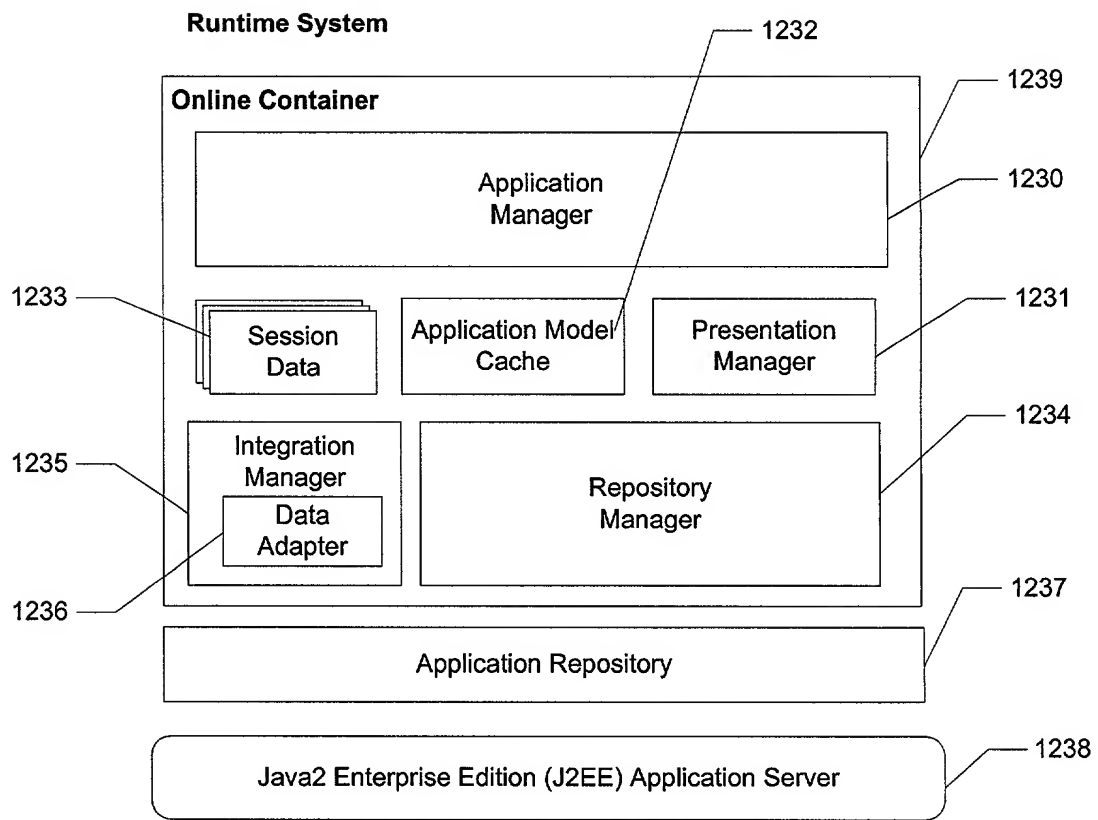 Runtime System
1232
Online Container
1239
Application
Manager
1230
1233
Session
Data
Application Model
Cache
Presentation
Manager
1231
1234
1235
Integration
Manager
Data
Adapter
Repository
Manager
1236
1237
Application Repository
1238
Java2 Enterprise Edition (J2EE) Application Server